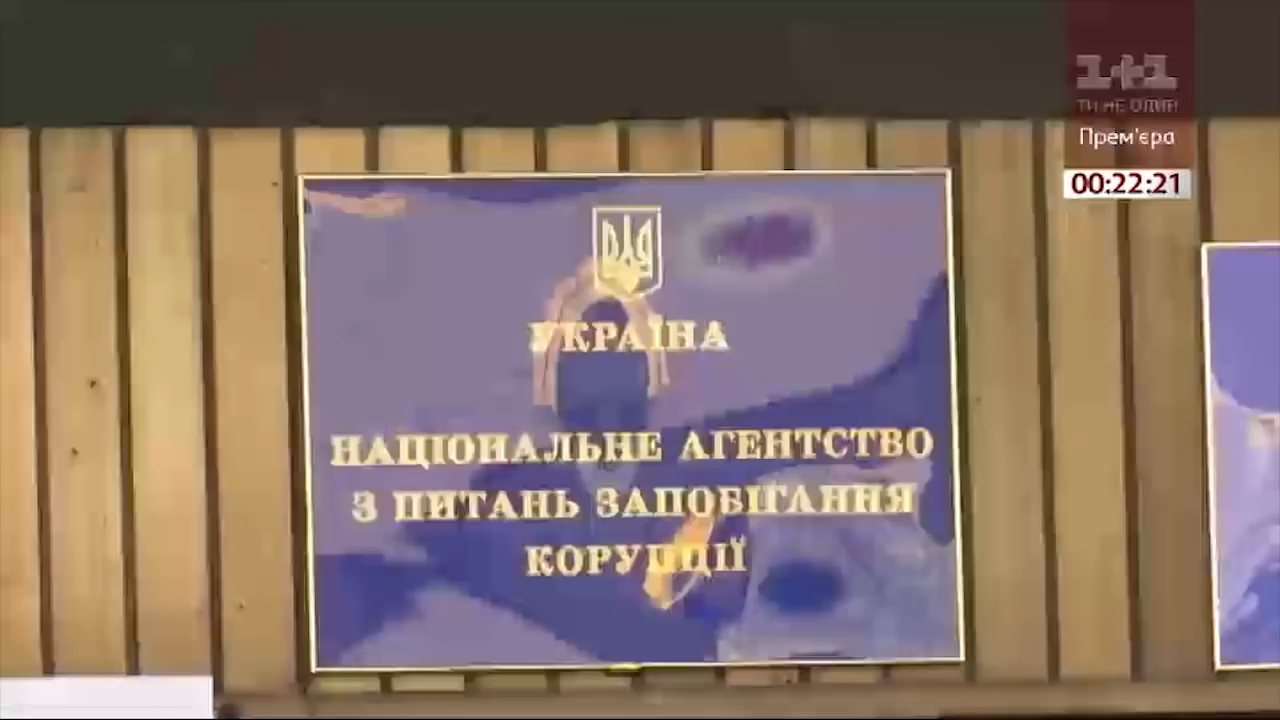 1+1
ТИ НЕ ОДИН
Прем'єра
00:22:21
УКРАЇНА
НАЦІОНАЛЬНЕ АГЕНТСТВО
З ПИТАНЬ ЗАПОБІГАННЯ
КОРУПЦІЇ